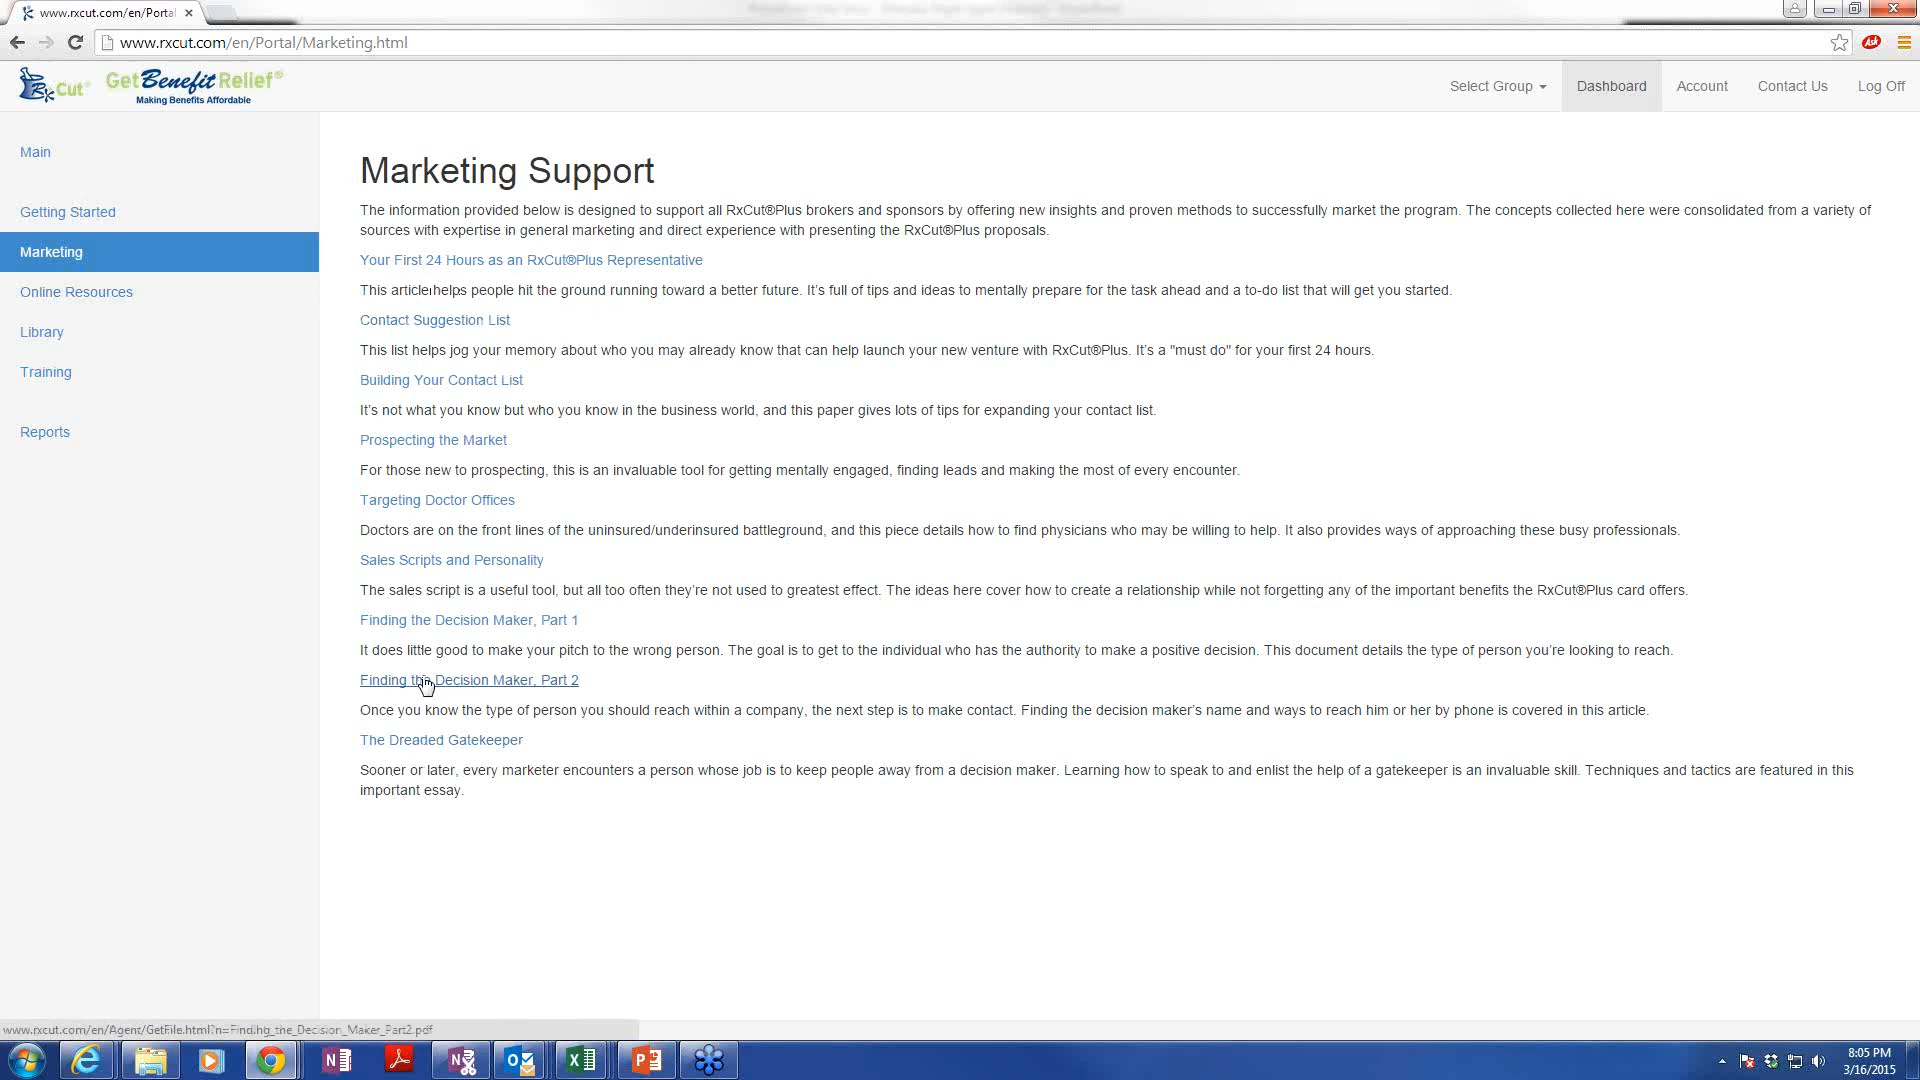 www.rxcut.com/en/Porta
www.rxcut.com/en/Portal/Marketing.html
Ask
Rx Cut® GetBenefitRelief®
Making Benefits Affordable
Select Group
Dashboard
Account
Contact Us
Log Off
Main
Getting Started
Marketing
Online Resources
Library
Training
Reports
Marketing Support
The information provided below is designed to support all RxCut®Plus brokers and sponsors by offering new insights and proven methods to successfully market the program. The concepts collected here were consolidated from a variety of
sources with expertise in general marketing and direct experience with presenting the RxCut®Plus proposals.
Your First 24 Hours as an RxCut®Plus Representative
This article helps people hit the ground running toward a better future. It's full of tips and ideas to mentally prepare for the task ahead and a to-do list that will get you started.
Contact Suggestion List
This list helps jog your memory about who you may already know that can help launch your new venture with RxCut®Plus. It's a "must do" for your first 24 hours.
Building Your Contact List
It's not what you know but who you know in the business world, and this paper gives lots of tips for expanding your contact list.
Prospecting the Market
For those new to prospecting, this is an invaluable tool for getting mentally engaged, finding leads and making the most of every encounter.
Targeting Doctor Offices
Doctors are on the front lines of the uninsured/underinsured battleground, and this piece details how to find physicians who may be willing to help. It also provides ways of approaching these busy professionals.
Sales Scripts and Personality
The sales script is a useful tool, but all too often they're not used to greatest effect. The ideas here cover how to create a relationship while not forgetting any of the important benefits the RxCut®Plus card offers.
Finding the Decision Maker, Part 1
It does little good to make your pitch to the wrong person. The goal is to get to the individual who has the authority to make a positive decision. This document details the type of person you're looking to reach.
Finding the Decision Maker, Part 2
Once you know the type of person you should reach within a company, the next step is to make contact. Finding the decision maker's name and ways to reach him or her by phone is covered in this article.
The Dreaded Gatekeeper
Sooner or later, every marketer encounters a person whose job is to keep people away from a decision maker. Learning how to speak to and enlist the help of a gatekeeper is an invaluable skill. Techniques and tactics are featured in this
important essay.
www.rxcut.com/en/Agent/GetFile.html?n=Finding_the_Decision_Maker_Part2.pdf
8:05 PM
3/16/2015